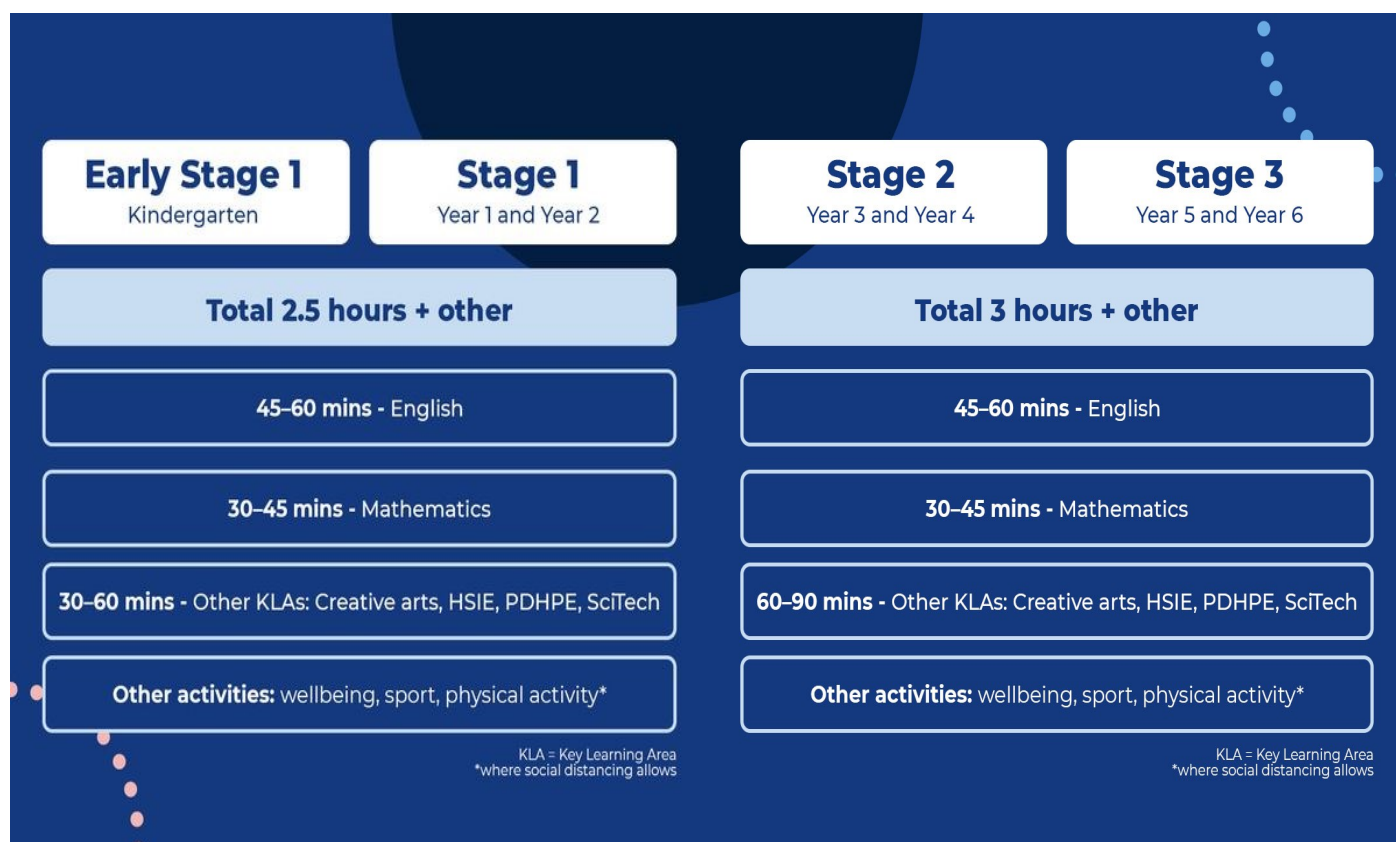 Early Stage 1
Kindergarten
Stage 1
Year 1 and Year 2
Total 2.5 hours + other
45–60 mins - English
30–45 mins - Mathematics
30–60 mins - Other KLAs: Creative arts, HSIE, PDHPE, SciTech
Other activities: wellbeing, sport, physical activity*
KLA = Key Learning Area
*where social distancing allows
Stage 2
Year 3 and Year 4
Stage 3
Year 5 and Year 6
Total 3 hours + other
45–60 mins - English
30–45 mins - Mathematics
60–90 mins - Other KLAs: Creative arts, HSIE, PDHPE, SciTech
Other activities: wellbeing, sport, physical activity*
KLA = Key Learning Area
*where social distancing allows